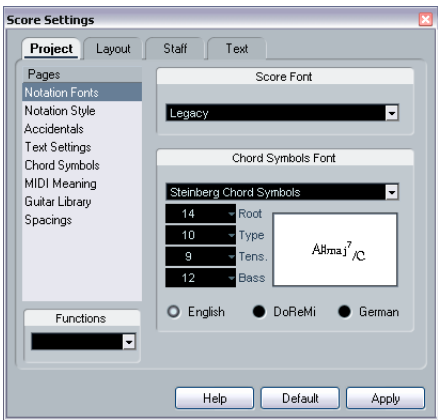 Score Settings
Project Layout Staff Text
Pages
Notation Fonts
Notation Style
Accidentals
Text Settings
Chord Symbols
MIDI Meaning
Guitar Library
Spacings
Functions
Score Font
Legacy
Chord Symbols Font
Steinberg Chord Symbols
14 Root
10 Type
9 Tens.
12 Bass
A#maj7/C
English DoReMi German
Help Default Apply